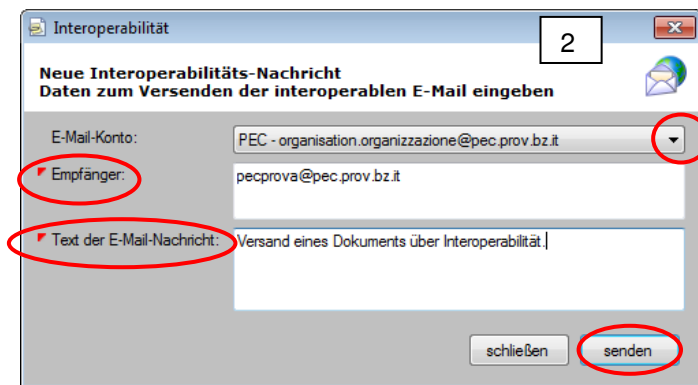 Interoperabilität
2
Neue Interoperabilitäts-Nachricht
Daten zum Versenden der interoperablen E-Mail eingeben
E-Mail-Konto: PEC - organisation.organizzazione@pec.prov.bz.it
Empfänger: pecprova@pec.prov.bz.it
Text der E-Mail-Nachricht: Versand eines Dokuments über Interoperabilität.
schließen senden